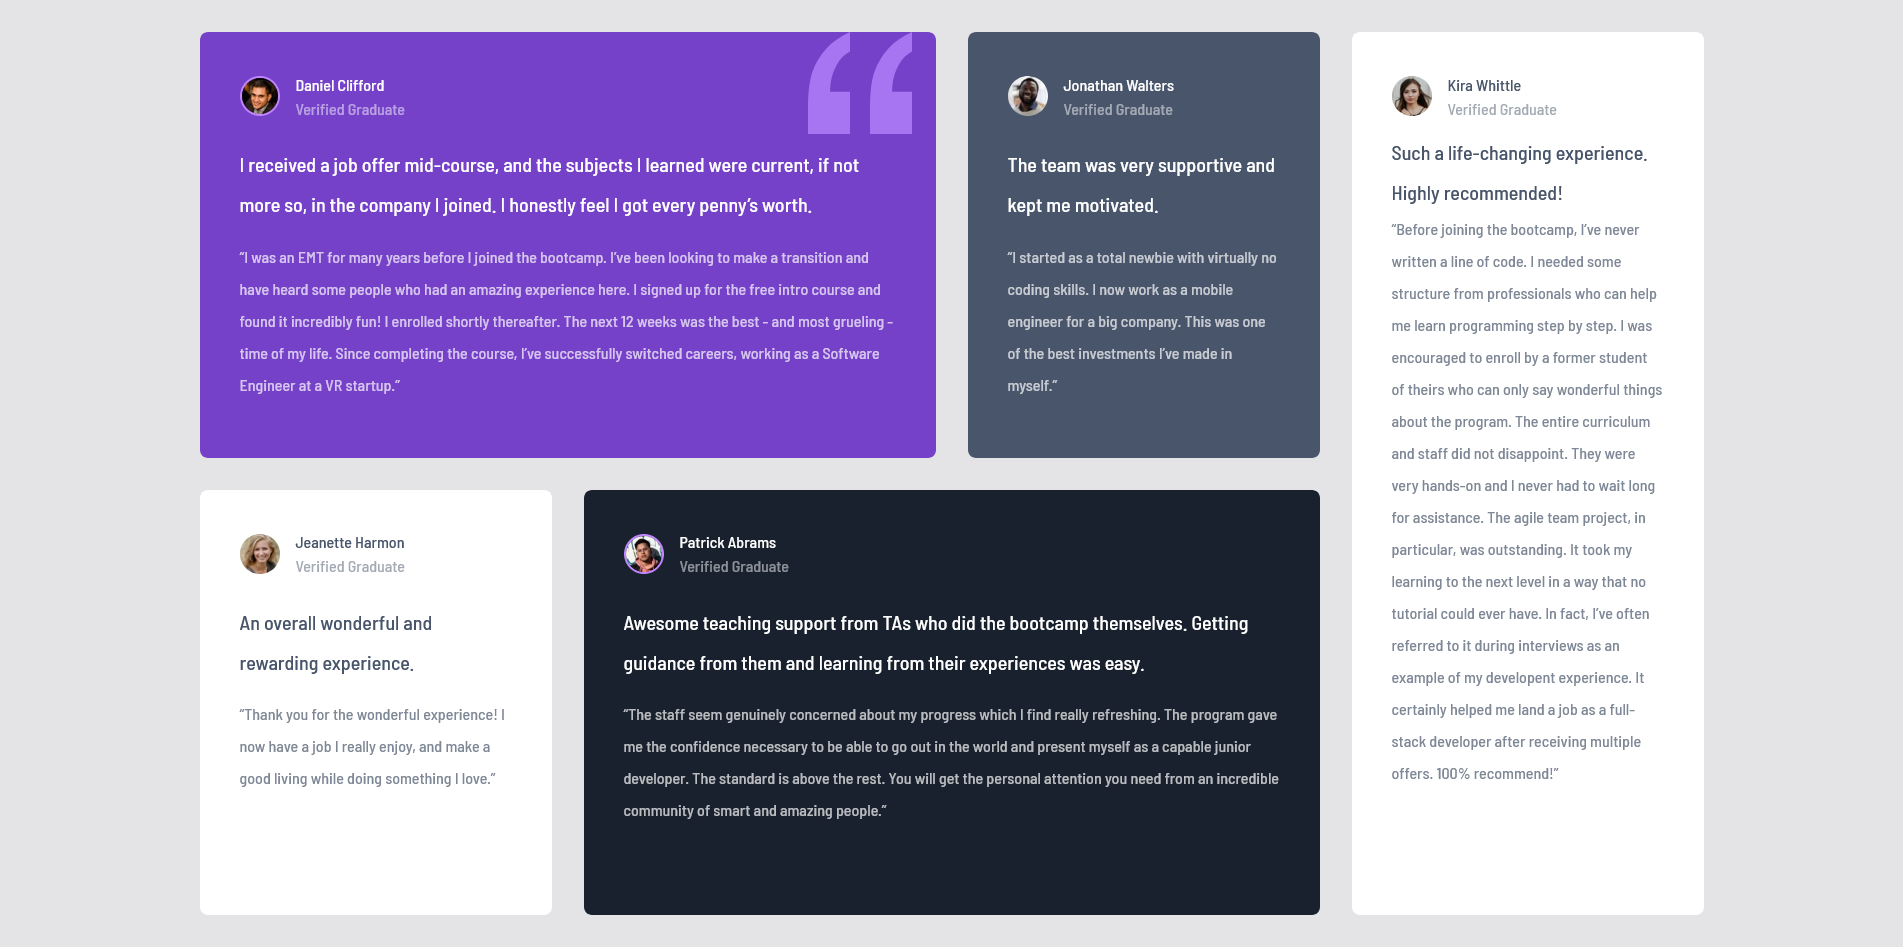 Daniel Clifford
Verified Graduate
I received a job offer mid-course, and the subjects I learned were current, if not
more so, in the company I joined. I honestly feel I got every penny’s worth.
“I was an EMT for many years before I joined the bootcamp. I’ve been looking to make a transition and
have heard some people who had an amazing experience here. I signed up for the free intro course and
found it incredibly fun! I enrolled shortly thereafter. The next 12 weeks was the best - and most grueling -
time of my life. Since completing the course, I’ve successfully switched careers, working as a Software
Engineer at a VR startup.”
Jonathan Walters
Verified Graduate
The team was very supportive and
kept me motivated.
“I started as a total newbie with virtually no
coding skills. I now work as a mobile
engineer for a big company. This was one
of the best investments I’ve made in
myself.”
Kira Whittle
Verified Graduate
Such a life-changing experience.
Highly recommended!
“Before joining the bootcamp, I’ve never
written a line of code. I needed some
structure from professionals who can help
me learn programming step by step. I was
encouraged to enroll by a former student
of theirs who can only say wonderful things
about the program. The entire curriculum
and staff did not disappoint. They were
very hands-on and I never had to wait long
for assistance. The agile team project, in
particular, was outstanding. It took my
learning to the next level in a way that no
tutorial could ever have. In fact, I’ve often
referred to it during interviews as an
example of my developent experience. It
certainly helped me land a job as a full-
stack developer after receiving multiple
offers. 100% recommend!”
Jeanette Harmon
Verified Graduate
An overall wonderful and
rewarding experience.
“Thank you for the wonderful experience! I
now have a job I really enjoy, and make a
good living while doing something I love.”
Patrick Abrams
Verified Graduate
Awesome teaching support from TAs who did the bootcamp themselves. Getting
guidance from them and learning from their experiences was easy.
“The staff seem genuinely concerned about my progress which I find really refreshing. The program gave
me the confidence necessary to be able to go out in the world and present myself as a capable junior
developer. The standard is above the rest. You will get the personal attention you need from an incredible
community of smart and amazing people.”